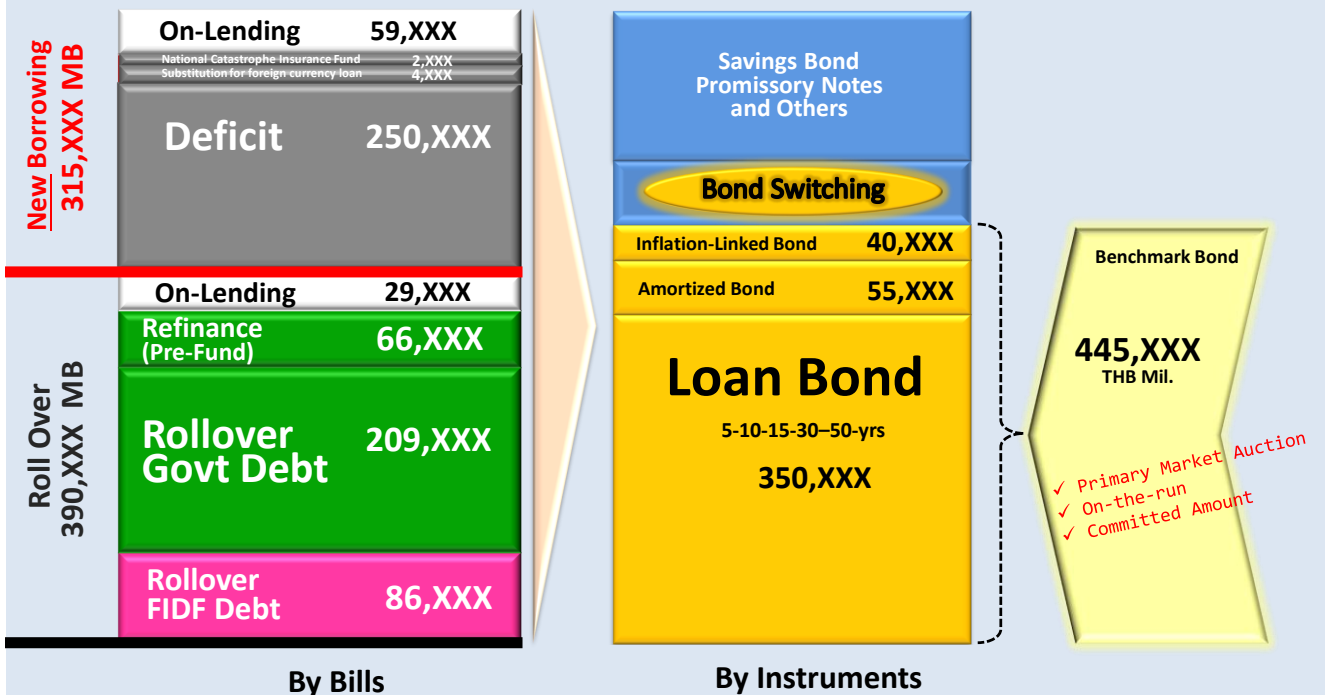 New Borrowing
315,XXX MB
On-Lending 59,XXX
National Catastrophe Insurance Fund 2,XXX
Substitution for foreign currency loan 4,XXX
Deficit 250,XXX
Roll Over
390,XXX MB
On-Lending 29,XXX
Refinance
(Pre-Fund) 66,XXX
Rollover
Govt Debt 209,XXX
Rollover
FIDF Debt 86,XXX
By Bills
Savings Bond
Promissory Notes
and Others
Bond Switching
Inflation-Linked Bond 40,XXX
Amortized Bond 55,XXX
Loan Bond
5-10-15-30–50-yrs
350,XXX
By Instruments
Benchmark Bond
445,XXX
THB Mil.
✓ Primary Market Auction
✓ On-the-run
✓ Committed Amount